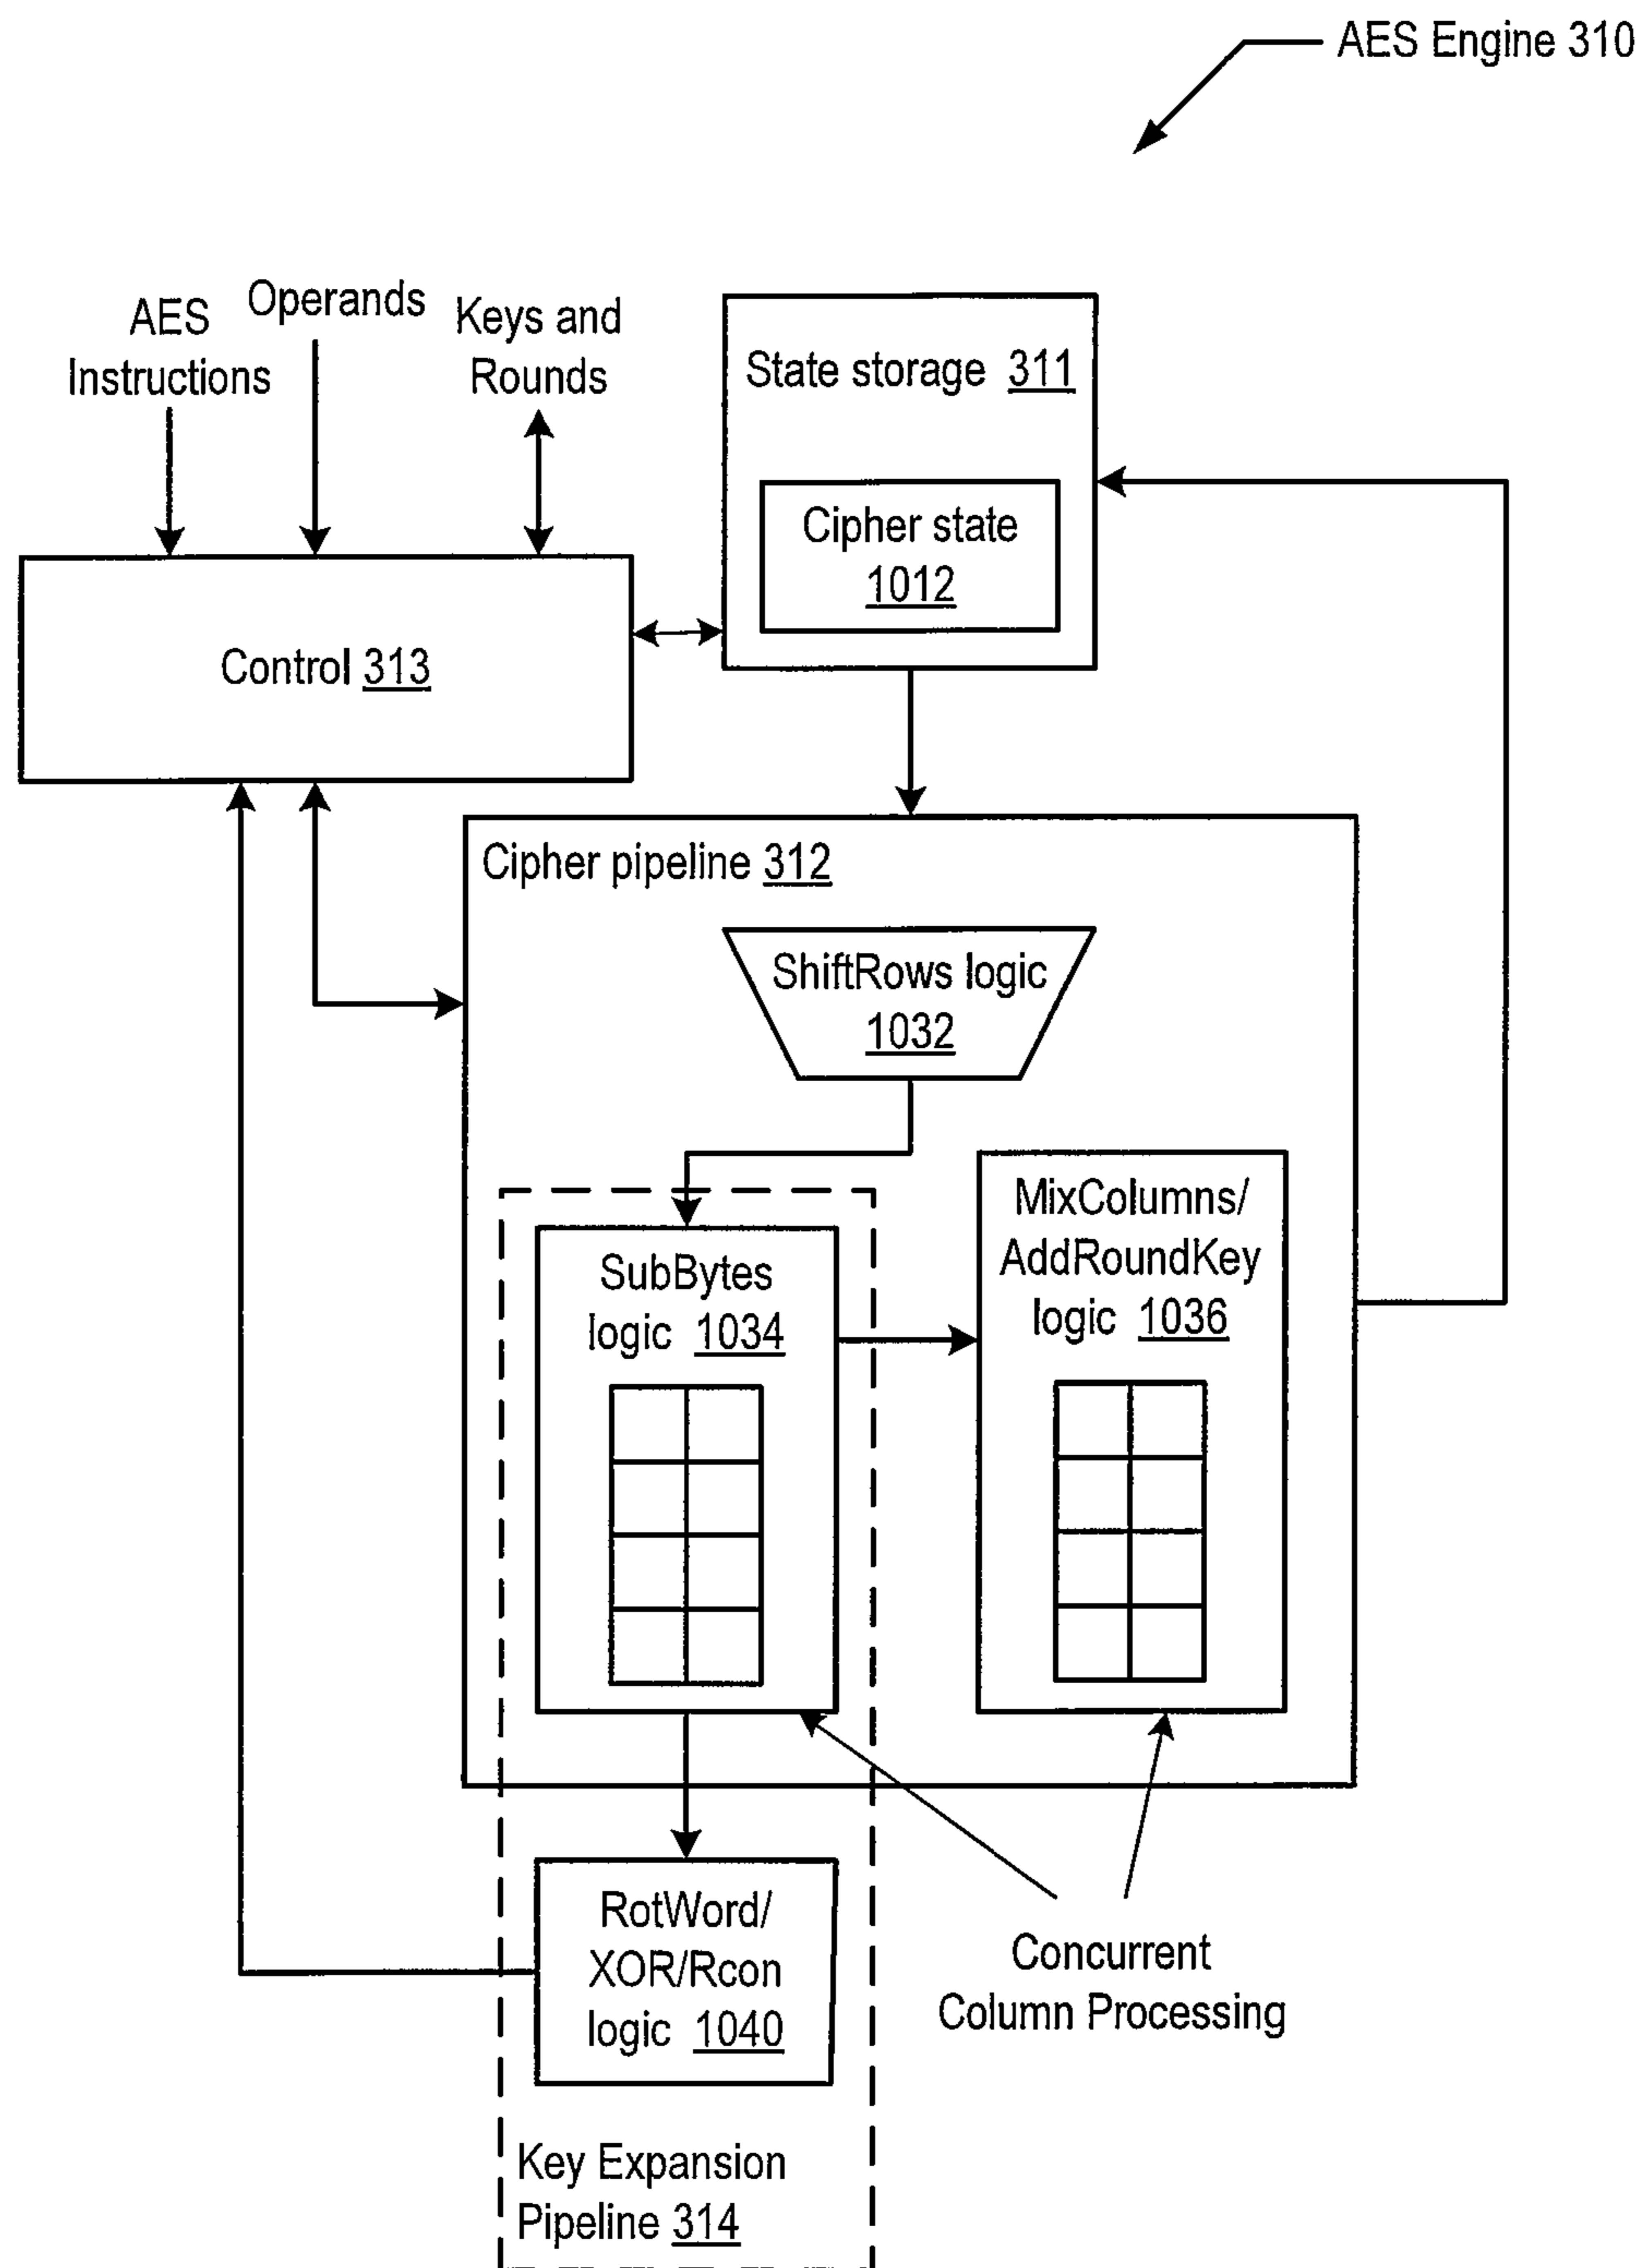 AES Engine 310
AES
Instructions
Operands
Keys and
Rounds
State storage 311
Cipher state
1012
Control 313
Cipher pipeline 312
ShiftRows logic
1032
SubBytes
logic 1034
MixColumns/
AddRoundKey
logic 1036
RotWord/
XOR/Rcon
logic 1040
Concurrent
Column Processing
Key Expansion
Pipeline 314